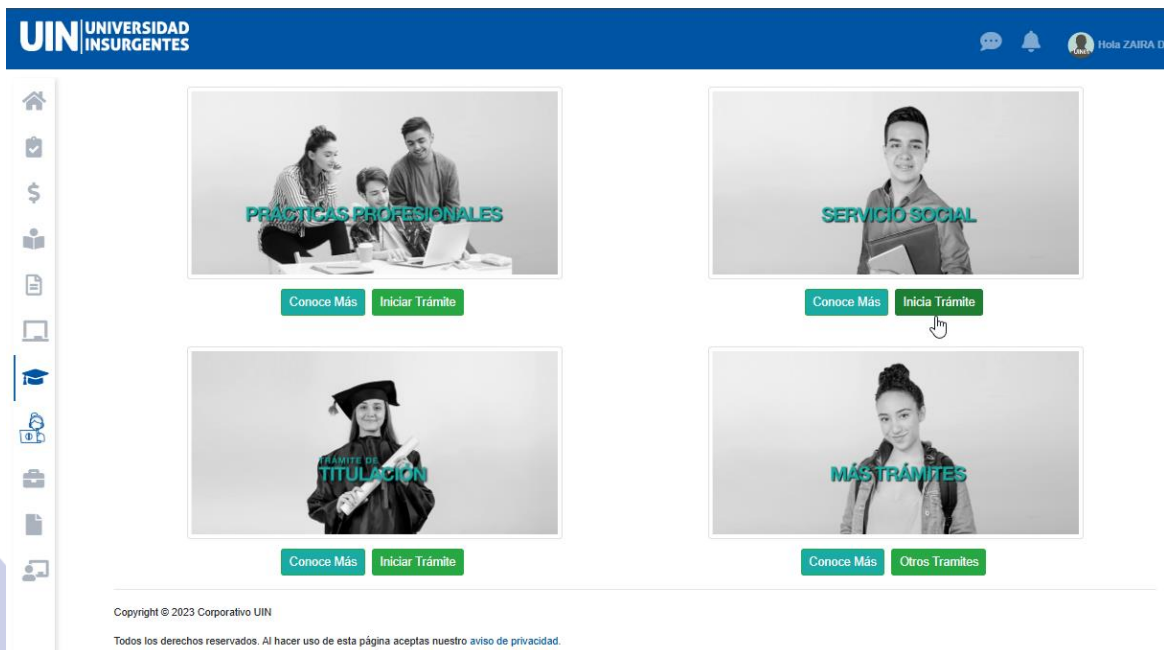 UIN UNIVERSIDAD
INSURGENTES
Hola ZAIRA D
PRÁCTICAS PROFESIONALES
SERVICIO SOCIAL
Conoce Más Iniciar Trámite
Conoce Más Inicia Trámite
TRÁMITE DE
TITULACIÓN
MÁS TRÁMITES
Conoce Más Iniciar Trámite
Conoce Más Otros Tramites
Copyright © 2023 Corporativo UIN
Todos los derechos reservados. Al hacer uso de esta página aceptas nuestro aviso de privacidad.